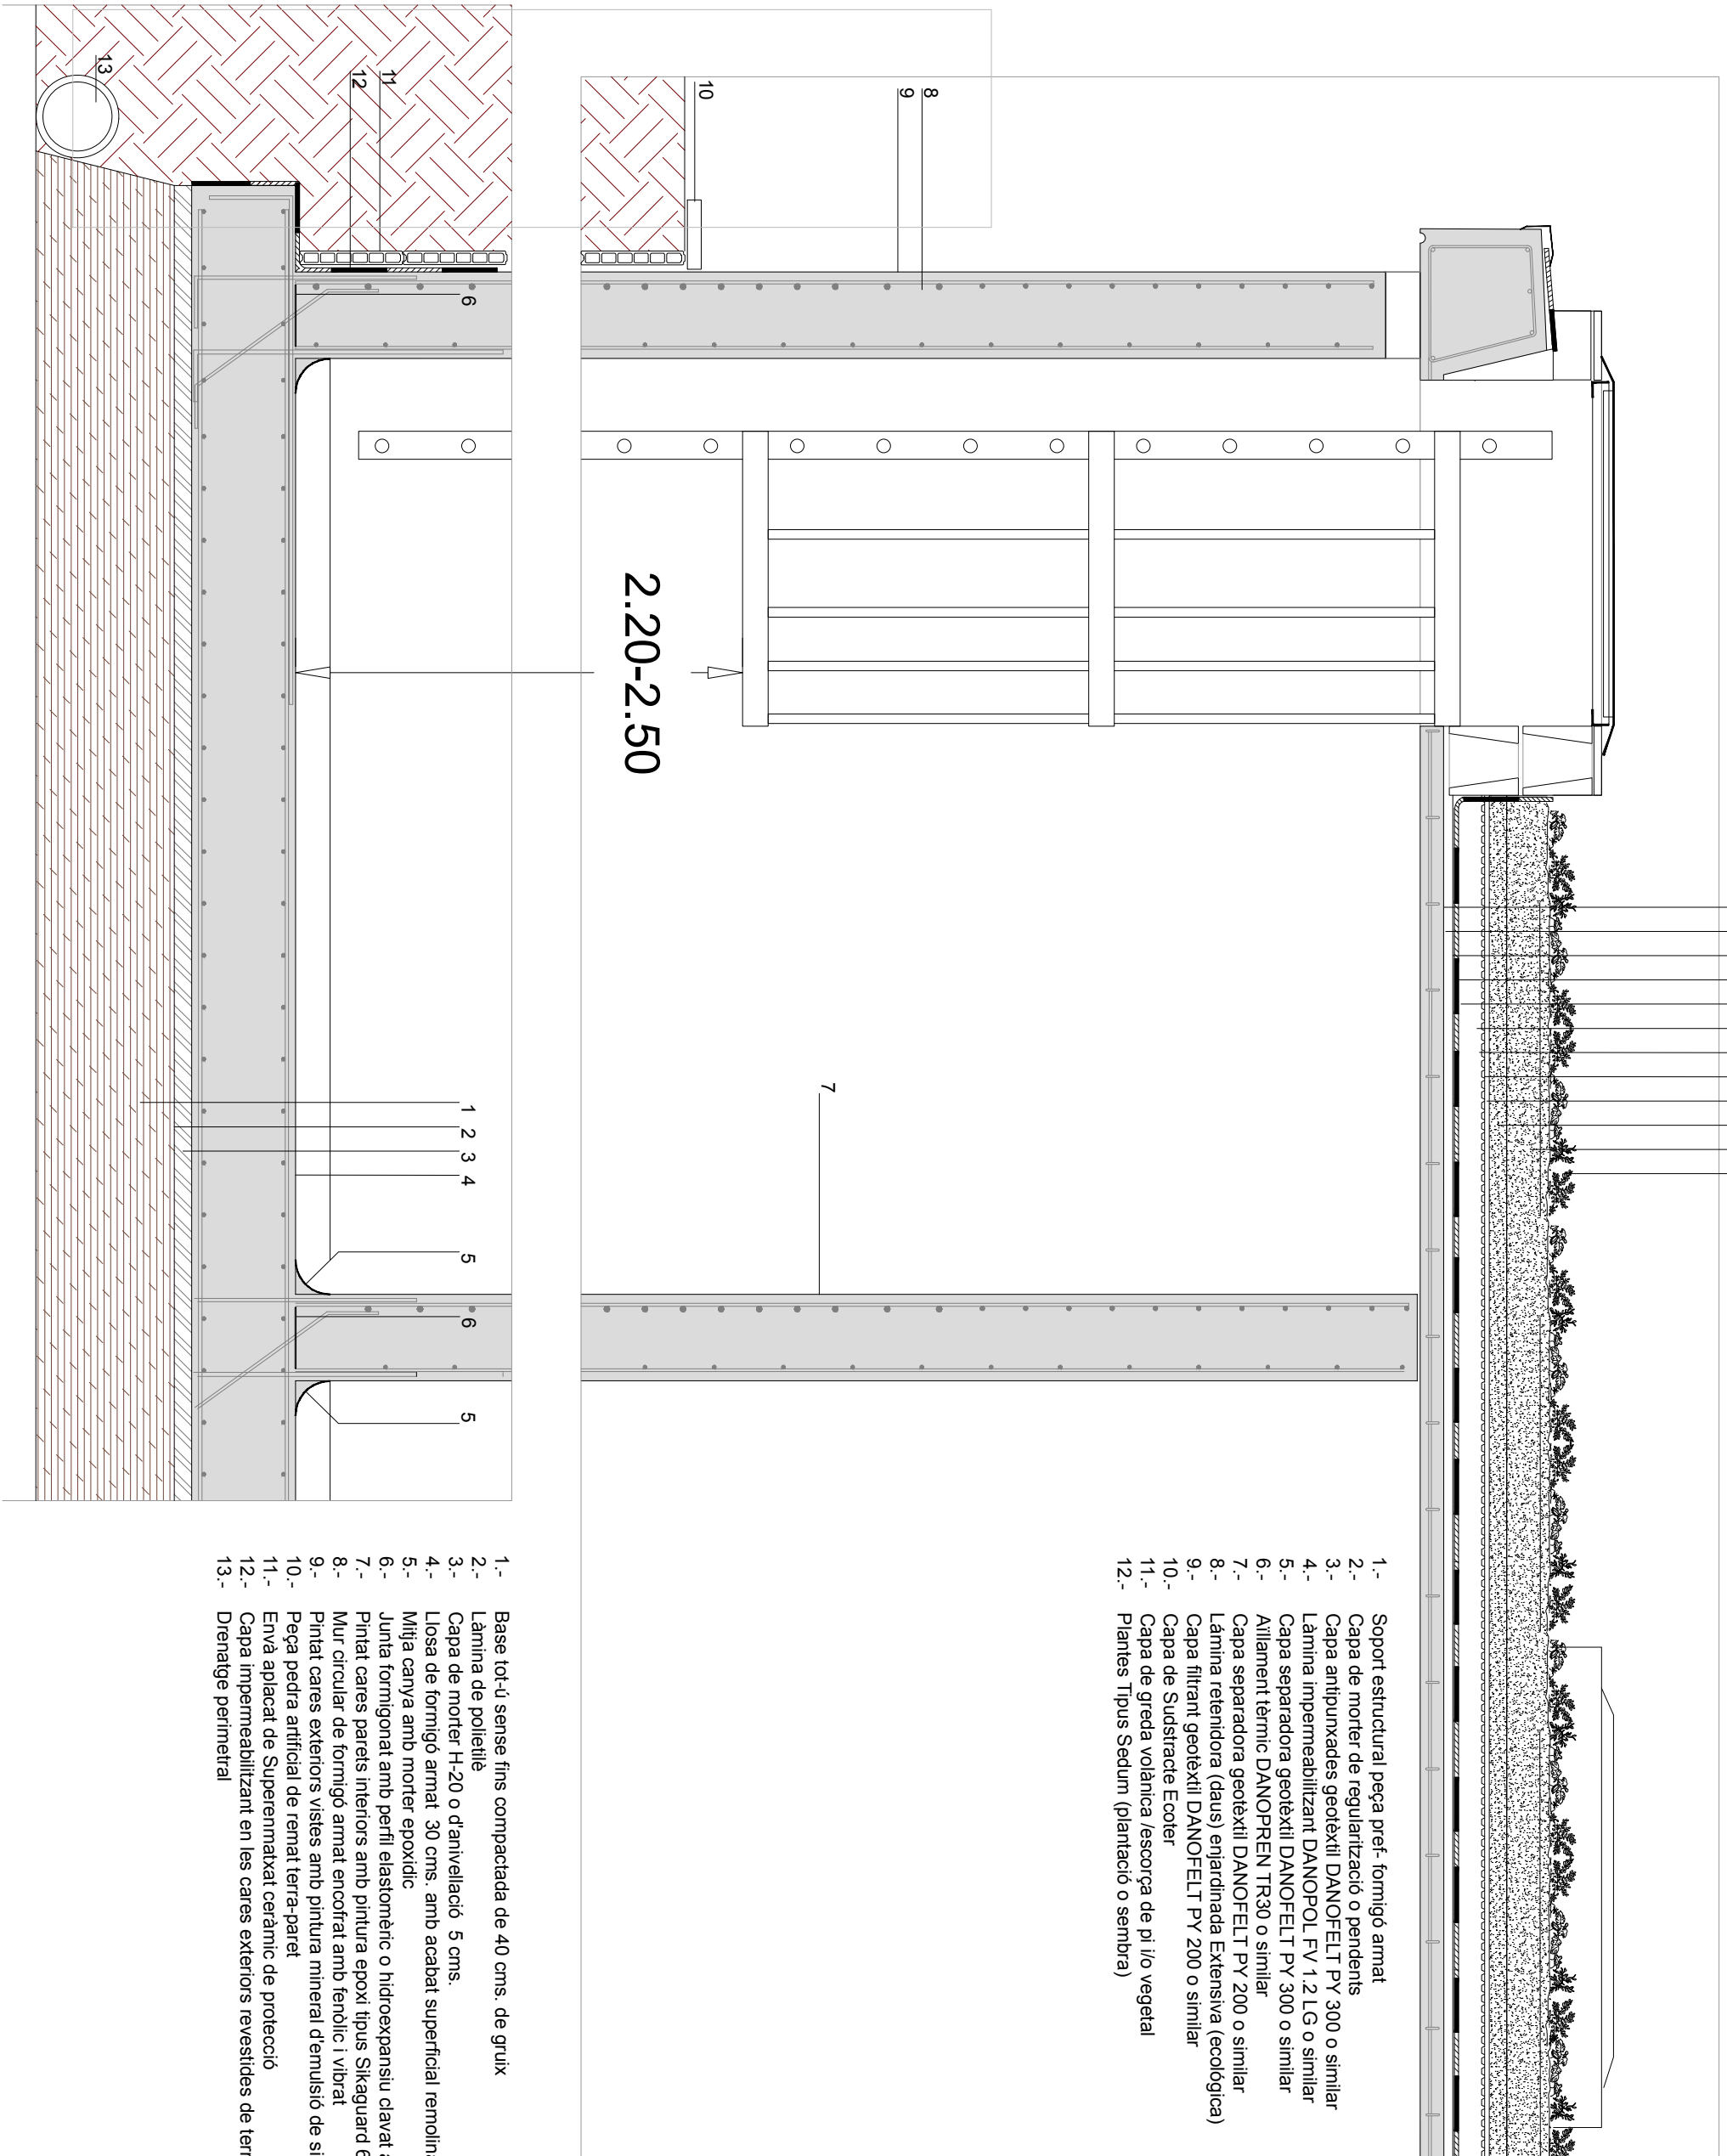 13
12
11
10
9
8
6
2.20-2.50
7
1
2
3
4
5
6
5
1.- Soport estructural peça pref- formigó armat
2.- Capa de morter de regularització o pendents
3.- Capa antipunxades geotèxtil DANOFELT PY 300 o similar
4.- Làmina impermeabilitzant DANOPOL FV 1.2 LG o similar
5.- Capa separadora geotèxtil DANOFELT PY 300 o similar
6.- Aïllament tèrmic DANOPREN TR30 o similar
7.- Capa separadora geotèxtil DANOFELT PY 200 o similar
8.- Lámina retenidora (daus) enjardinada Extensiva (ecológica)
9.- Capa filtrant geotèxtil DANOFELT PY 200 o similar
10.- Capa de Sudstracte Ecoter
11.- Capa de greda volànica /escorça de pi i/o vegetal
12.- Plantes Tipus Sedum (plantació o sembra)
1.- Base tot-ú sense fins compactada de 40 cms. de gruix
2.- Làmina de polietilè
3.- Capa de morter H-20 o d'anivellació 5 cms.
4.- Llosa de formigó armat 30 cms. amb acabat superficial
5.- Mitja canya amb morter epoxidic
6.- Junta formigonat amb perfil elastomèric o hidroexpansiu clavat
7.- Pintat cares parets interiors amb pintura epoxi tipus Sikaguard
8.- Mur circular de formigó armat encofrat amb fenòlic i vibrat
9.- Pintat cares exteriors vistes amb pintura mineral d'emulsió de
10.- Peça pedra artificial de remat terra-paret
11.- Envà aplacat de Superenmatxat ceràmic de protecció
12.- Capa impermeabilitzant en les cares exteriors revestides de
13.- Drenatge perimetral